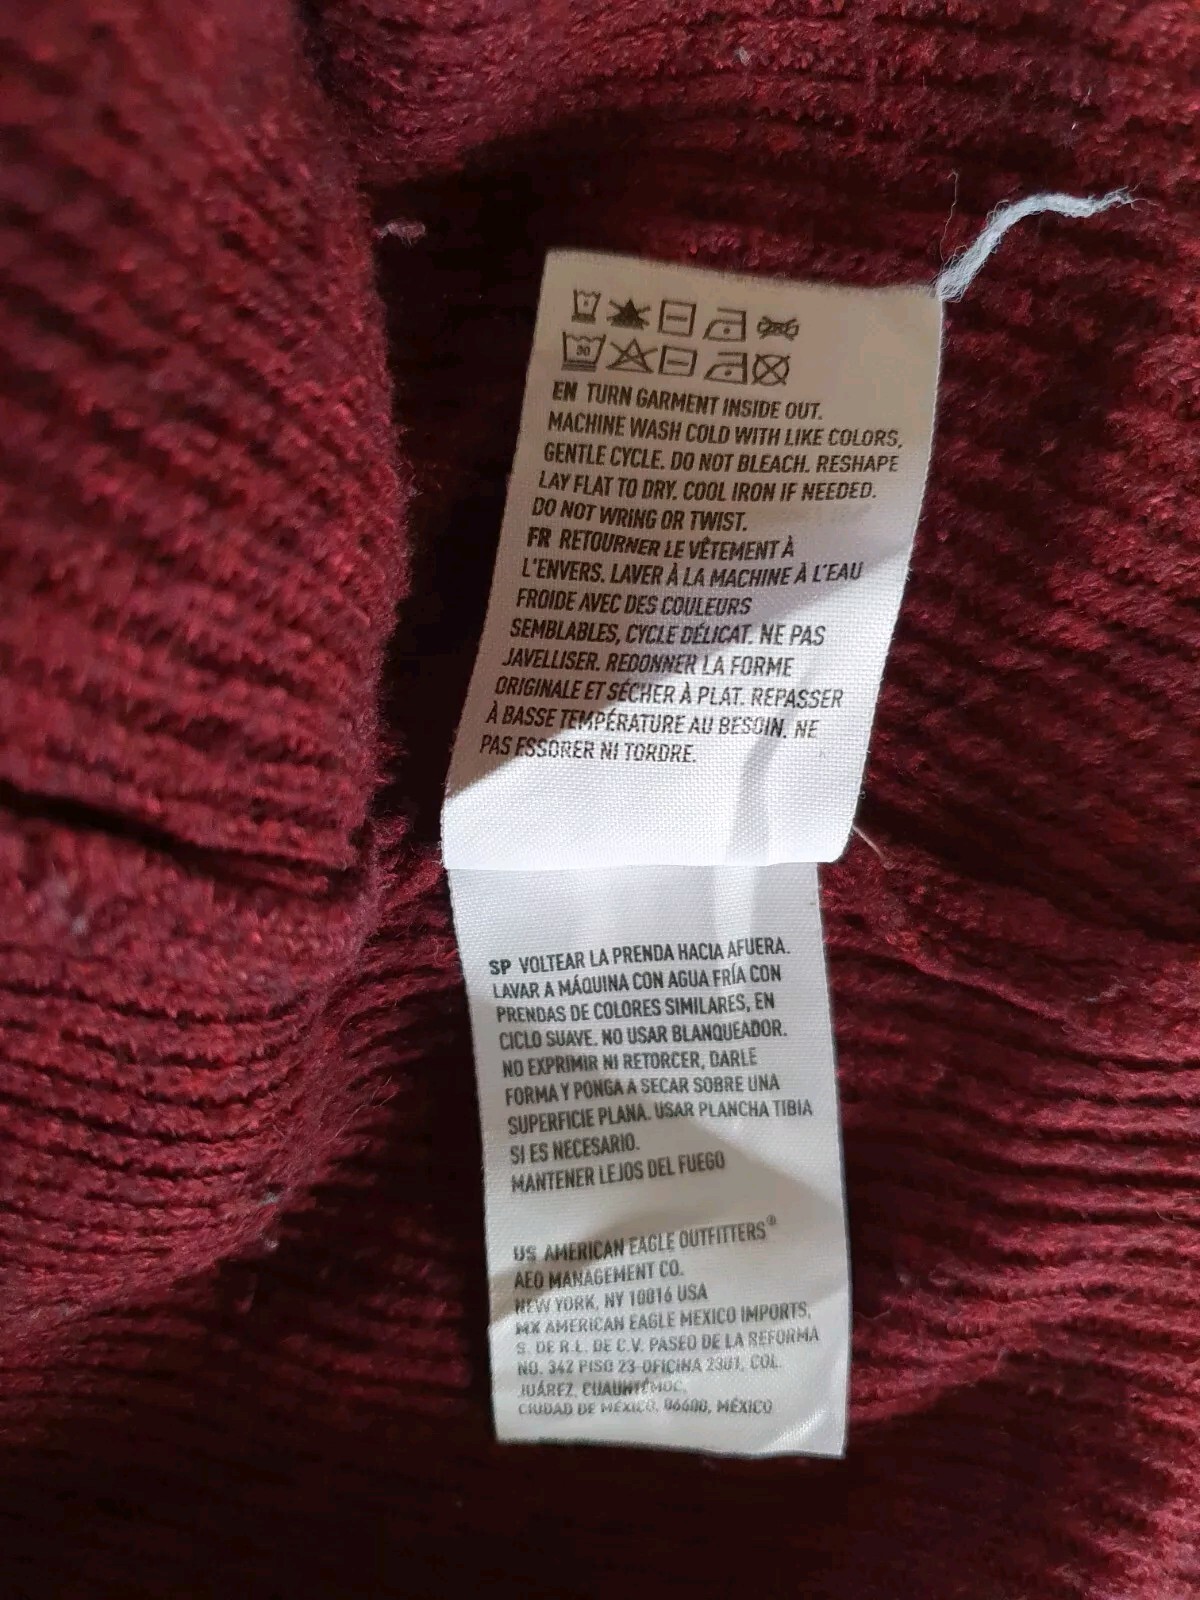 30
EN TURN GARMENT INSIDE OUT.
MACHINE WASH COLD WITH LIKE COLORS,
GENTLE CYCLE. DO NOT BLEACH. RESHAPE
LAY FLAT TO DRY. COOL IRON IF NEEDED.
DO NOT WRING OR TWIST.
FR RETOURNER LE VÊTEMENT À
L'ENVERS. LAVER À LA MACHINE À L'EAU
FROIDE AVEC DES COULEURS
SEMBLABLES, CYCLE DÉLICAT. NE PAS
JAVELLISER. REDONNER LA FORME
ORIGINALE ET SÉCHER À PLAT. REPASSER
À BASSE TEMPÉRATURE AU BESOIN. NE
PAS ESSORER NI TORDRE.
SP VOLTEAR LA PRENDA HACIA AFUERA.
LAVAR A MÁQUINA CON AGUA FRÍA CON
PRENDAS DE COLORES SIMILARES, EN
CICLO SUAVE. NO USAR BLANQUEADOR.
NO EXPRIMIR NI RETORCER, DARLE
FORMA Y PONGA A SECAR SOBRE UNA
SUPERFICIE PLANA. USAR PLANCHA TIBIA
SI ES NECESARIO.
MANTENER LEJOS DEL FUEGO
US AMERICAN EAGLE OUTFITTERS®
AEO MANAGEMENT CO.
NEW YORK, NY 10016 USA
MX AMERICAN EAGLE MEXICO IMPORTS,
S. DE R.L. DE C.V. PASEO DE LA REFORMA
NO. 342 PISO 23-OFICINA 2301, COL.
JUÁREZ, CUAUHTÉMOC,
CIUDAD DE MÉXICO, 06600, MÉXICO